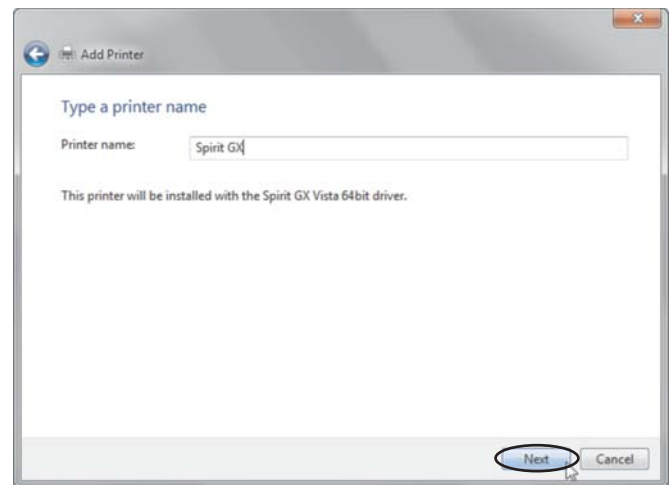 Add Printer
Type a printer name
Printer name: Spirit GX
This printer will be installed with the Spirit GX Vista 64bit driver.
Next Cancel